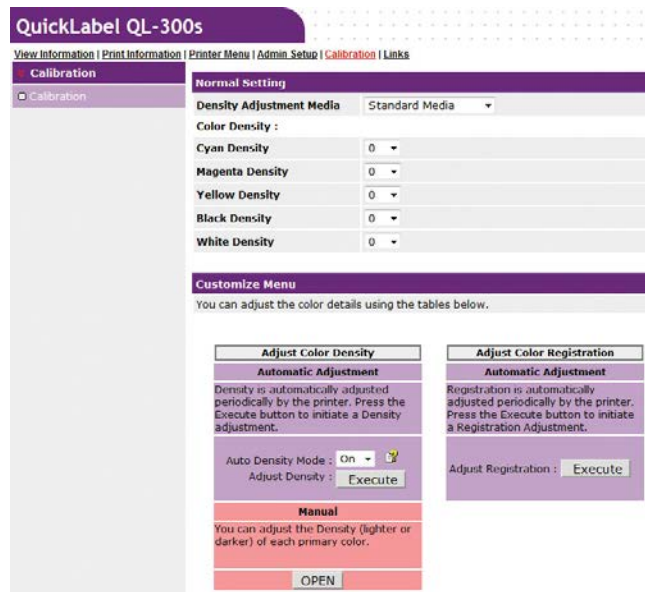 QuickLabel QL-300s
View Information | Print Information | Printer Menu | Admin Setup | Calibration | Links
Calibration
Calibration
Normal Setting
Density Adjustment Media Standard Media
Color Density :
Cyan Density 0
Magenta Density 0
Yellow Density 0
Black Density 0
White Density 0
Customize Menu
You can adjust the color details using the tables below.
Adjust Color Density
Automatic Adjustment
Density is automatically adjusted
periodically by the printer. Press the
Execute button to initiate a Density
adjustment.
Auto Density Mode : On
Adjust Density : Execute
Manual
You can adjust the Density (lighter or
darker) of each primary color.
OPEN
Adjust Color Registration
Automatic Adjustment
Registration is automatically
adjusted periodically by the printer.
Press the Execute button to initiate
a Registration Adjustment.
Adjust Registration : Execute